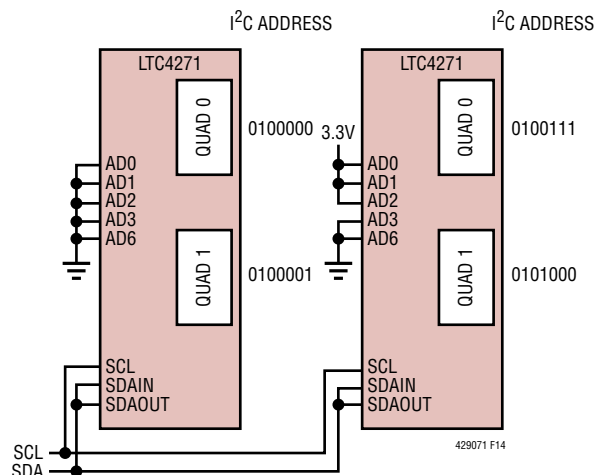 I²C ADDRESS
I²C ADDRESS
LTC4271
LTC4271
QUAD 0
0100000
3.3V
QUAD 0
0100111
AD0
AD1
AD2
AD3
AD6
AD0
AD1
AD2
AD3
AD6
QUAD 1
0100001
QUAD 1
0101000
SCL
SDAIN
SDAOUT
SCL
SDAIN
SDAOUT
SCL
SDA
429071 F14